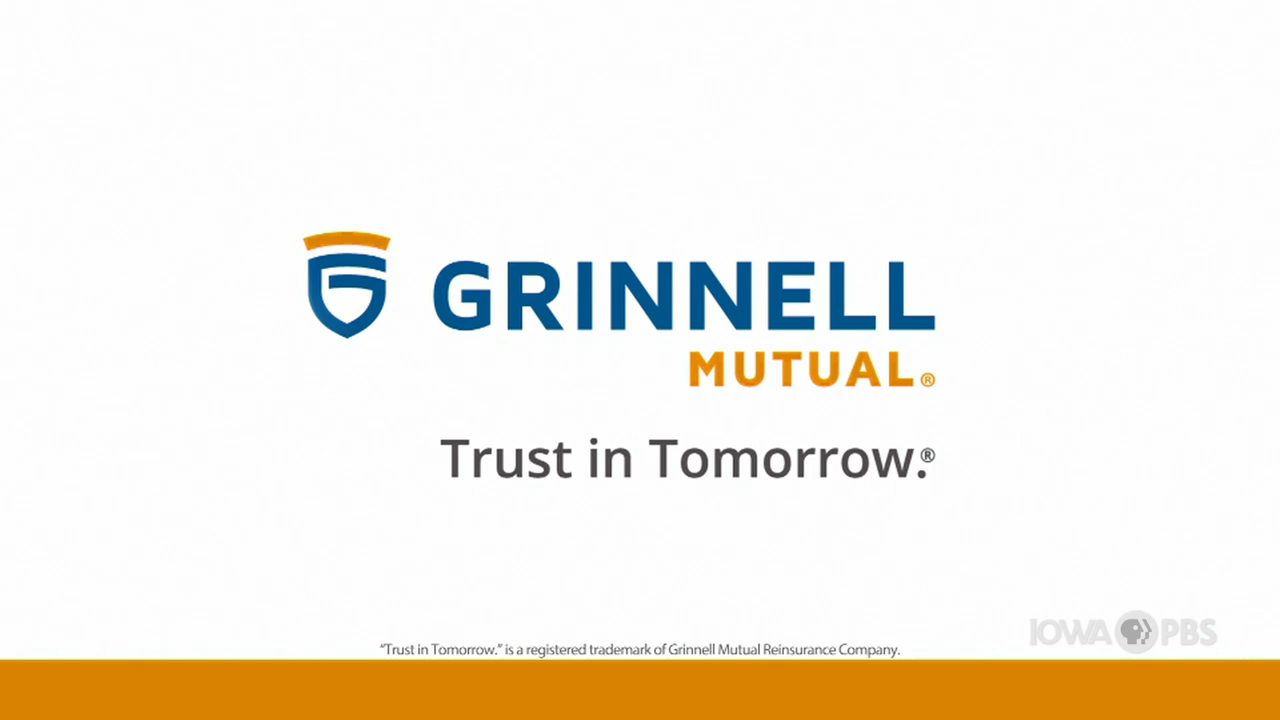 GRINNELL
MUTUAL®
Trust in Tomorrow.®
IOWA PBS
“Trust in Tomorrow.” is a registered trademark of Grinnell Mutual Reinsurance Company.